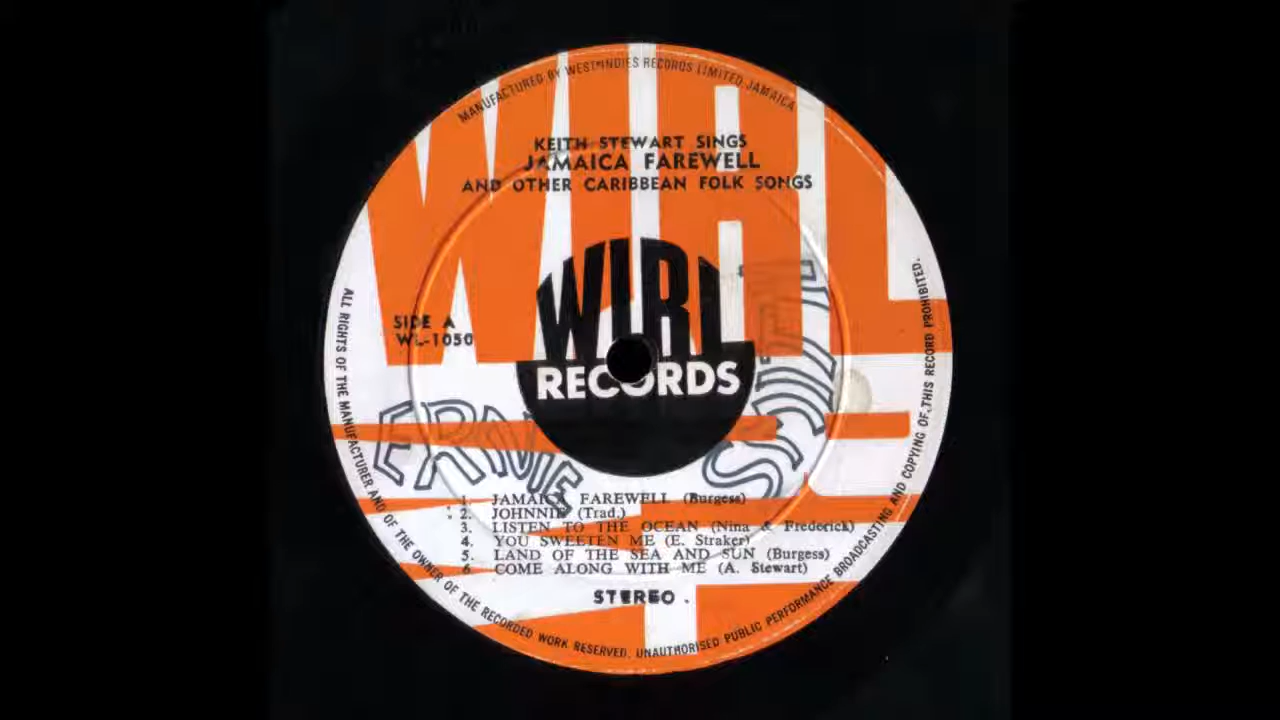 MANUFACTURED BY WEST INDIES RECORDS LIMITED, JAMAICA
WIRL
KEITH STEWART SINGS
JAMAICA FAREWELL
AND OTHER CARIBBEAN FOLK SONGS
WIRL
RECORDS
SIDE A
WL-1050
ERNIE
SMITH
1. JAMAICA FAREWELL (Burgess)
2. JOHNNIE (Trad.)
3. LISTEN TO THE OCEAN (Nina & Frederick)
4. YOU SWEETEN ME (E. Straker)
5. LAND OF THE SEA AND SUN (Burgess)
6. COME ALONG WITH ME (A. Stewart)
STEREO .
ALL RIGHTS OF THE MANUFACTURER AND OF THE OWNER OF THE RECORDED WORK RESERVED. UNAUTHORISED PUBLIC PERFORMANCE BROADCASTING AND COPYING OF THIS RECORD PROHIBITED.